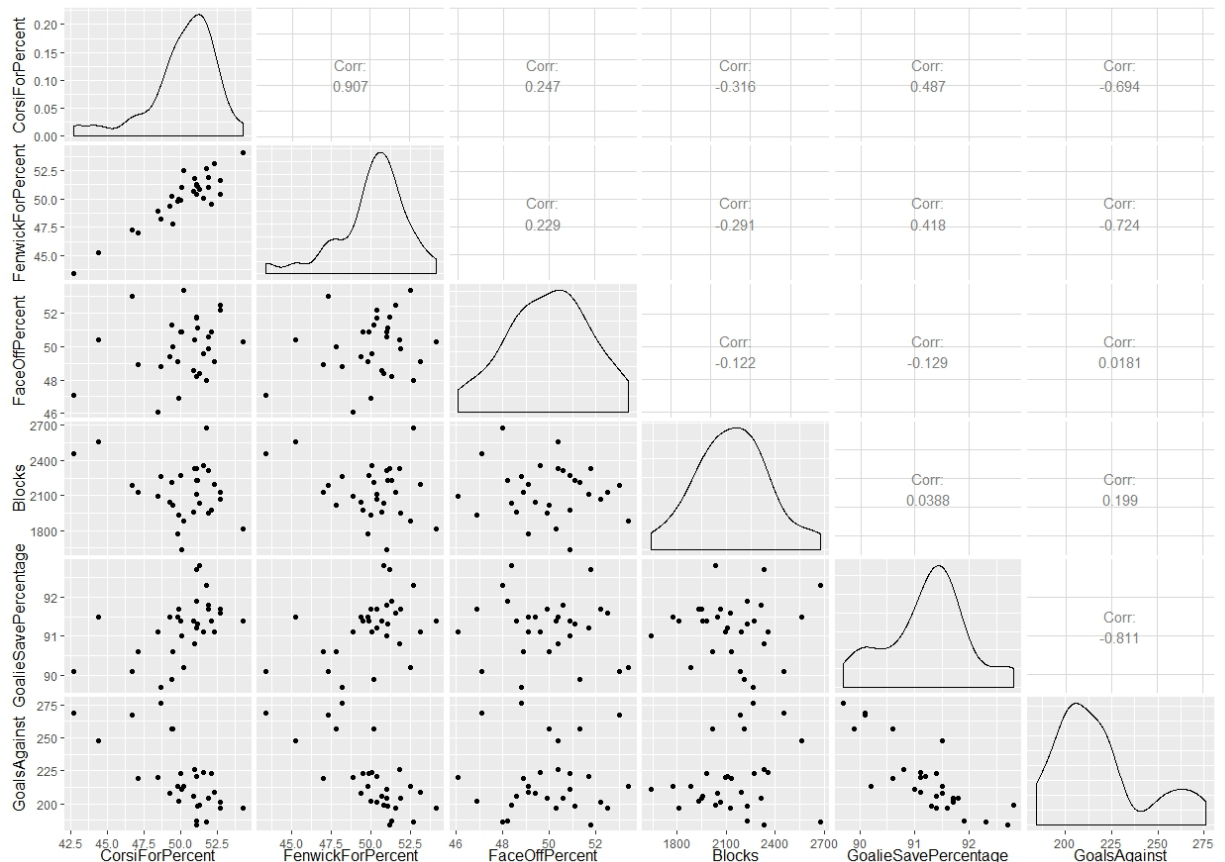 CorsiForPercent
0.20
0.15
0.10
0.05
0.00
Corr:
0.907
Corr:
0.247
Corr:
-0.316
Corr:
0.487
Corr:
-0.694
FenwickForPercent
52.5
50.0
47.5
45.0
Corr:
0.229
Corr:
-0.291
Corr:
0.418
Corr:
-0.724
FaceOffPercent
52
50
48
46
Corr:
-0.122
Corr:
-0.129
Corr:
0.0181
Blocks
2700
2400
2100
1800
Corr:
0.0388
Corr:
0.199
GoalieSavePercentage
92
91
90
Corr:
-0.811
GoalsAgainst
275
250
225
200
42.5 45.0 47.5 50.0 52.5 45.0 47.5 50.0 52.5 46 48 50 52 1800 2100 2400 2700 90 91 92 200 225 250 275
CorsiForPercent FenwickForPercent FaceOffPercent Blocks GoalieSavePercentage GoalsAgainst